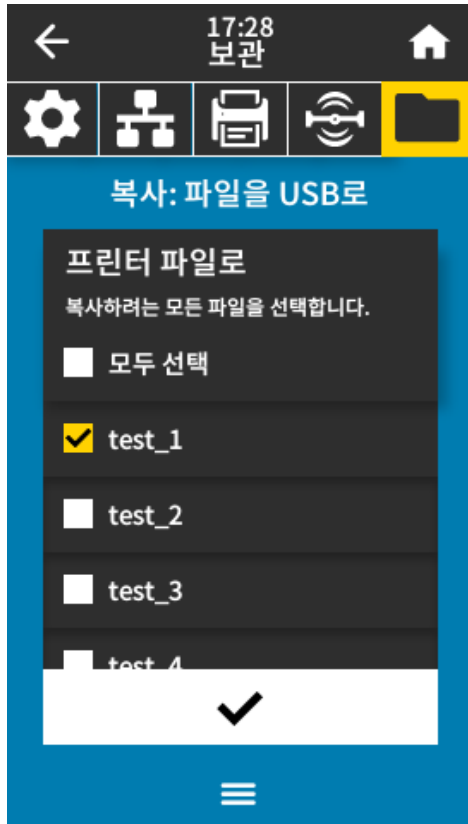 17:28
보관
복사: 파일을 USB로
프린터 파일로
복사하려는 모든 파일을 선택합니다.
모두 선택
test_1
test_2
test_3
test_4